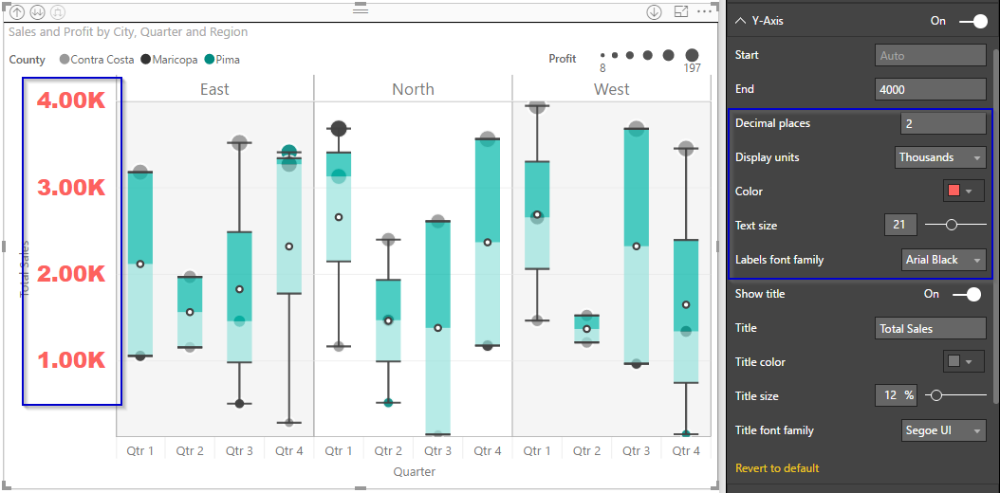 Sales and Profit by City, Quarter and Region
County Contra Costa Maricopa Pima
Profit 8 197
East North West
4.00K
3.00K
2.00K
1.00K
Total Sales
Qtr 1 Qtr 2 Qtr 3 Qtr 4 Qtr 1 Qtr 2 Qtr 3 Qtr 4 Qtr 1 Qtr 2 Qtr 3 Qtr 4
Quarter
Y-Axis On
Start Auto
End 4000
Decimal places 2
Display units Thousands
Color
Text size 21
Labels font family Arial Black
Show title On
Title Total Sales
Title color
Title size 12 %
Title font family Segoe UI
Revert to default